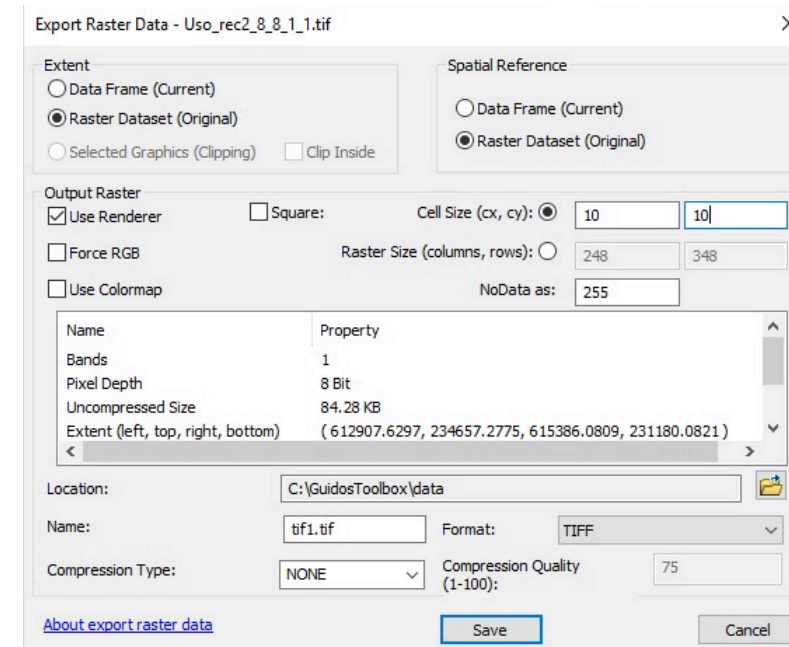 Export Raster Data - Uso_rec2_8_8_1_1.tif
Extent
Data Frame (Current)
Raster Dataset (Original)
Selected Graphics (Clipping) Clip Inside
Spatial Reference
Data Frame (Current)
Raster Dataset (Original)
Output Raster
Use Renderer Square: Cell Size (cx, cy): 10 10
Force RGB Raster Size (columns, rows): 248 348
Use Colormap NoData as: 255
Name Property
Bands 1
Pixel Depth 8 Bit
Uncompressed Size 84.28 KB
Extent (left, top, right, bottom) ( 612907.6297, 234657.2775, 615386.0809, 231180.0821 )
Location: C:\GuidosToolbox\data
Name: tif1.tif Format: TIFF
Compression Type: NONE Compression Quality (1-100): 75
About export raster data Save Cancel